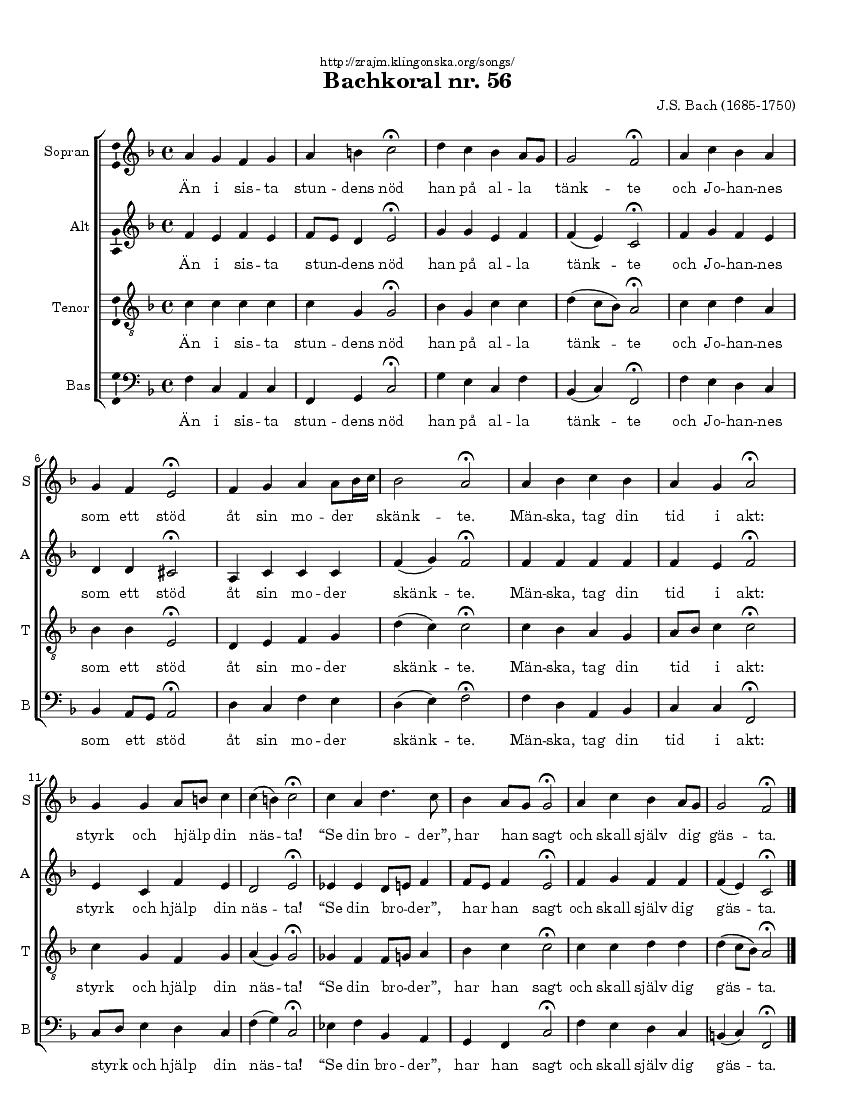 http://zrajm.klingonska.org/songs/
Bachkoral nr. 56
J.S. Bach (1685-1750)
Sopran
Än i sis - ta stun - dens nöd han på al - la tänk - te och Jo - han - nes
Alt
Än i sis - ta stun - dens nöd han på al - la tänk - te och Jo - han - nes
Tenor
8
Än i sis - ta stun - dens nöd han på al - la tänk - te och Jo - han - nes
Bas
Än i sis - ta stun - dens nöd han på al - la tänk - te och Jo - han - nes
6
S
som ett stöd åt sin mo - der skänk - te. Män - ska, tag din tid i akt:
A
som ett stöd åt sin mo - der skänk - te. Män - ska, tag din tid i akt:
T
8
som ett stöd åt sin mo - der skänk - te. Män - ska, tag din tid i akt:
B
som ett stöd åt sin mo - der skänk - te. Män - ska, tag din tid i akt:
11
S
styrk och hjälp din näs - ta! “Se din bro - der”, har han sagt och skall själv dig gäs - ta.
A
styrk och hjälp din näs - ta! “Se din bro - der”, har han sagt och skall själv dig gäs - ta.
T
8
styrk och hjälp din näs - ta! “Se din bro - der”, har han sagt och skall själv dig gäs - ta.
B
styrk och hjälp din näs - ta! “Se din bro - der”, har han sagt och skall själv dig gäs - ta.